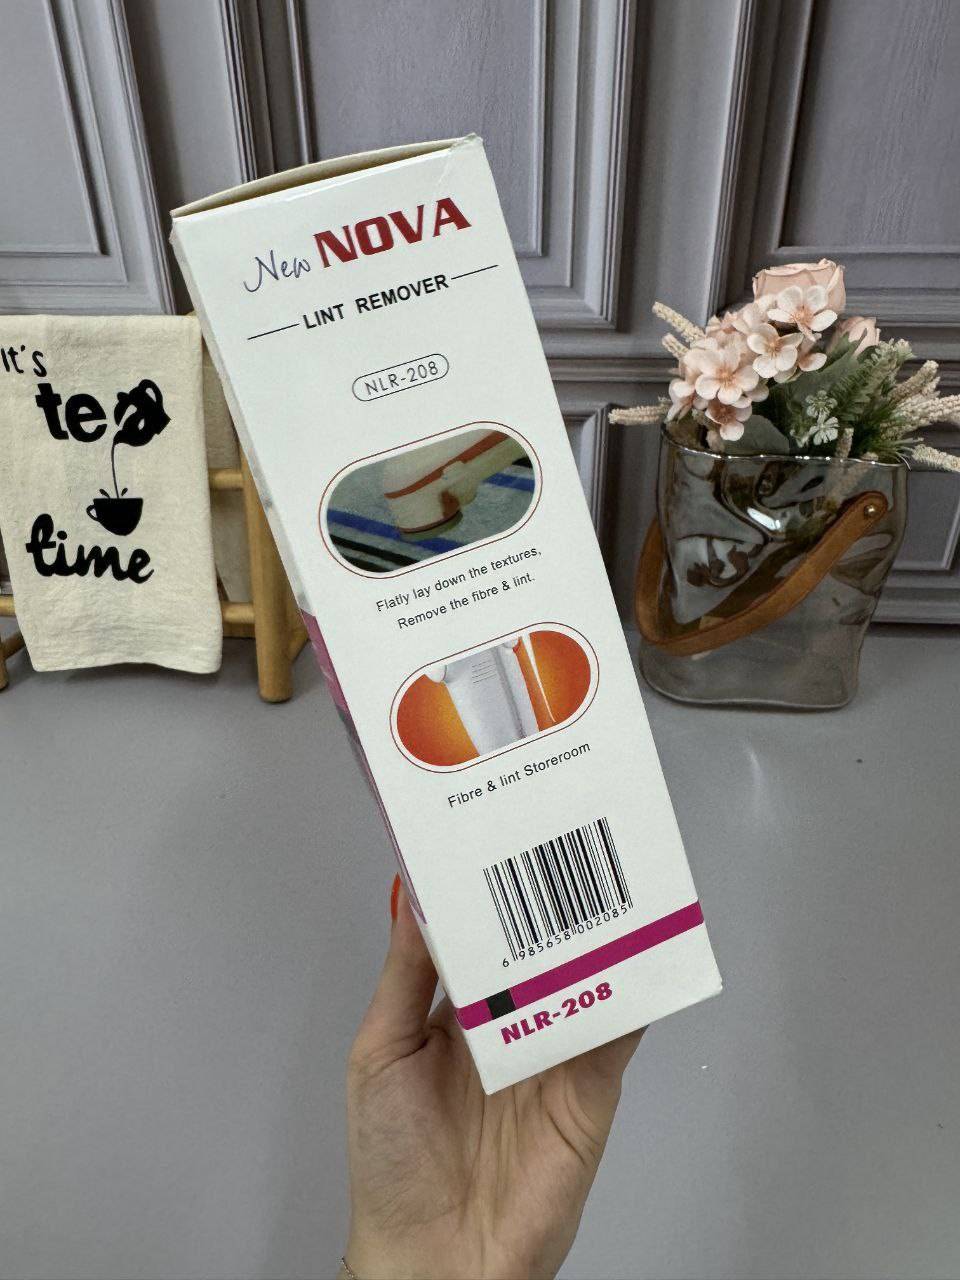 New NOVA
LINT REMOVER
NLR-208
Flatly lay down the textures,
Remove the fibre & lint.
Fibre & lint Storeroom
6 985658 002085
NLR-208
It's
tea
time